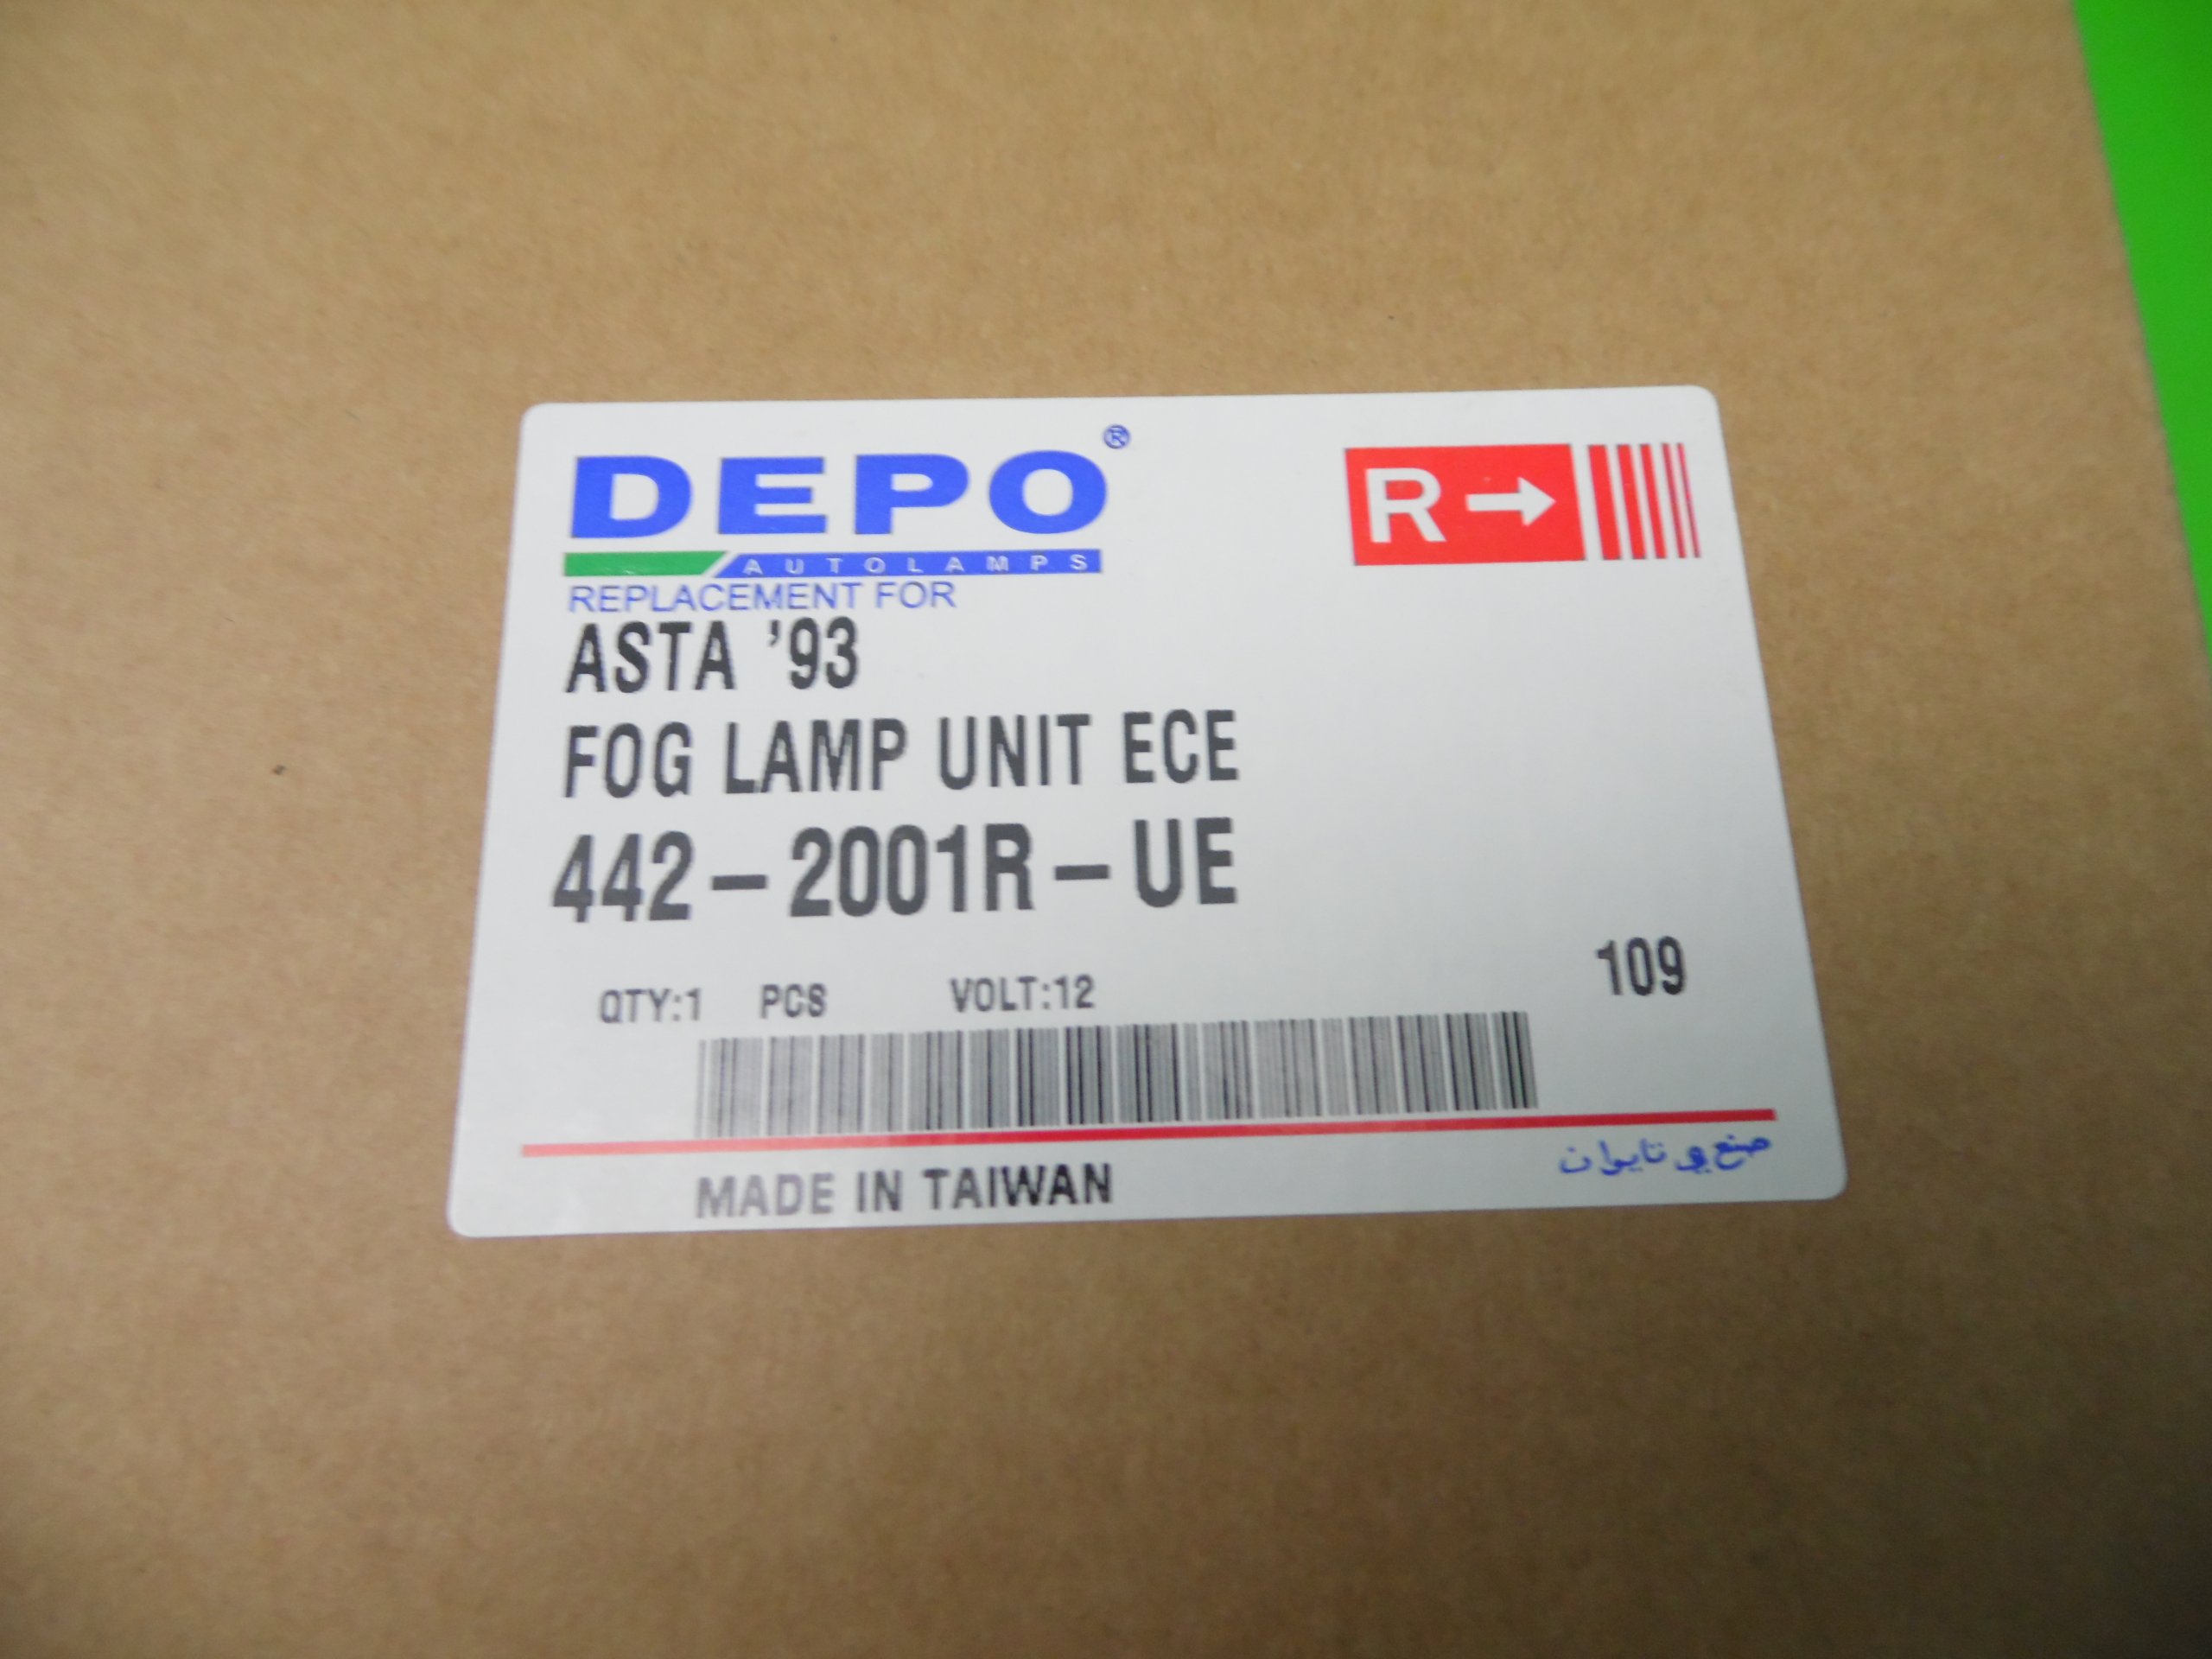 DEPO®
AUTOLAMPS
R→
REPLACEMENT FOR
ASTA '93
FOG LAMP UNIT ECE
442-2001R-UE
QTY:1 PCS VOLT:12
109
MADE IN TAIWAN
صنع في تايوان